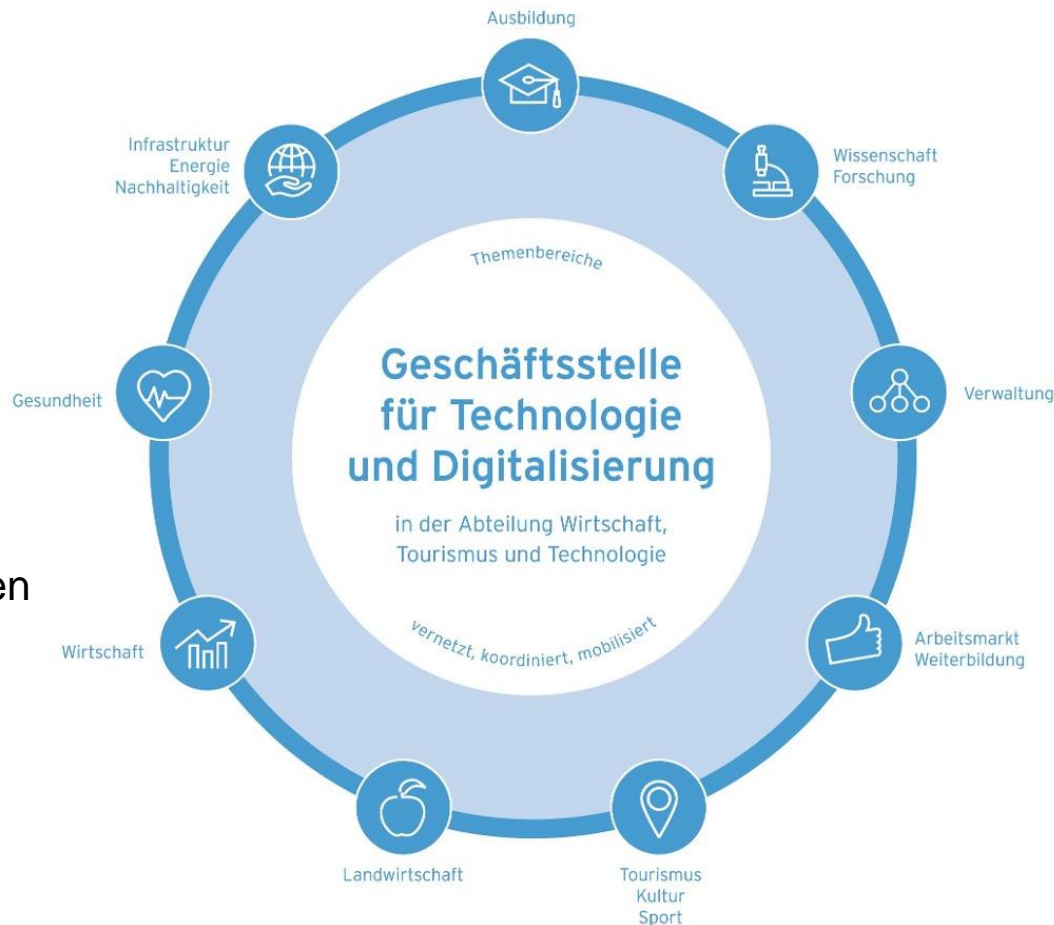 Ausbildung
Infrastruktur
Energie
Nachhaltigkeit
Wissenschaft
Forschung
Themenbereiche
Geschäftsstelle
für Technologie
und Digitalisierung
in der Abteilung Wirtschaft,
Tourismus und Technologie
vernetzt, koordiniert, mobilisiert
Gesundheit
Verwaltung
en
Wirtschaft
Arbeitsmarkt
Weiterbildung
Landwirtschaft
Tourismus
Kultur
Sport